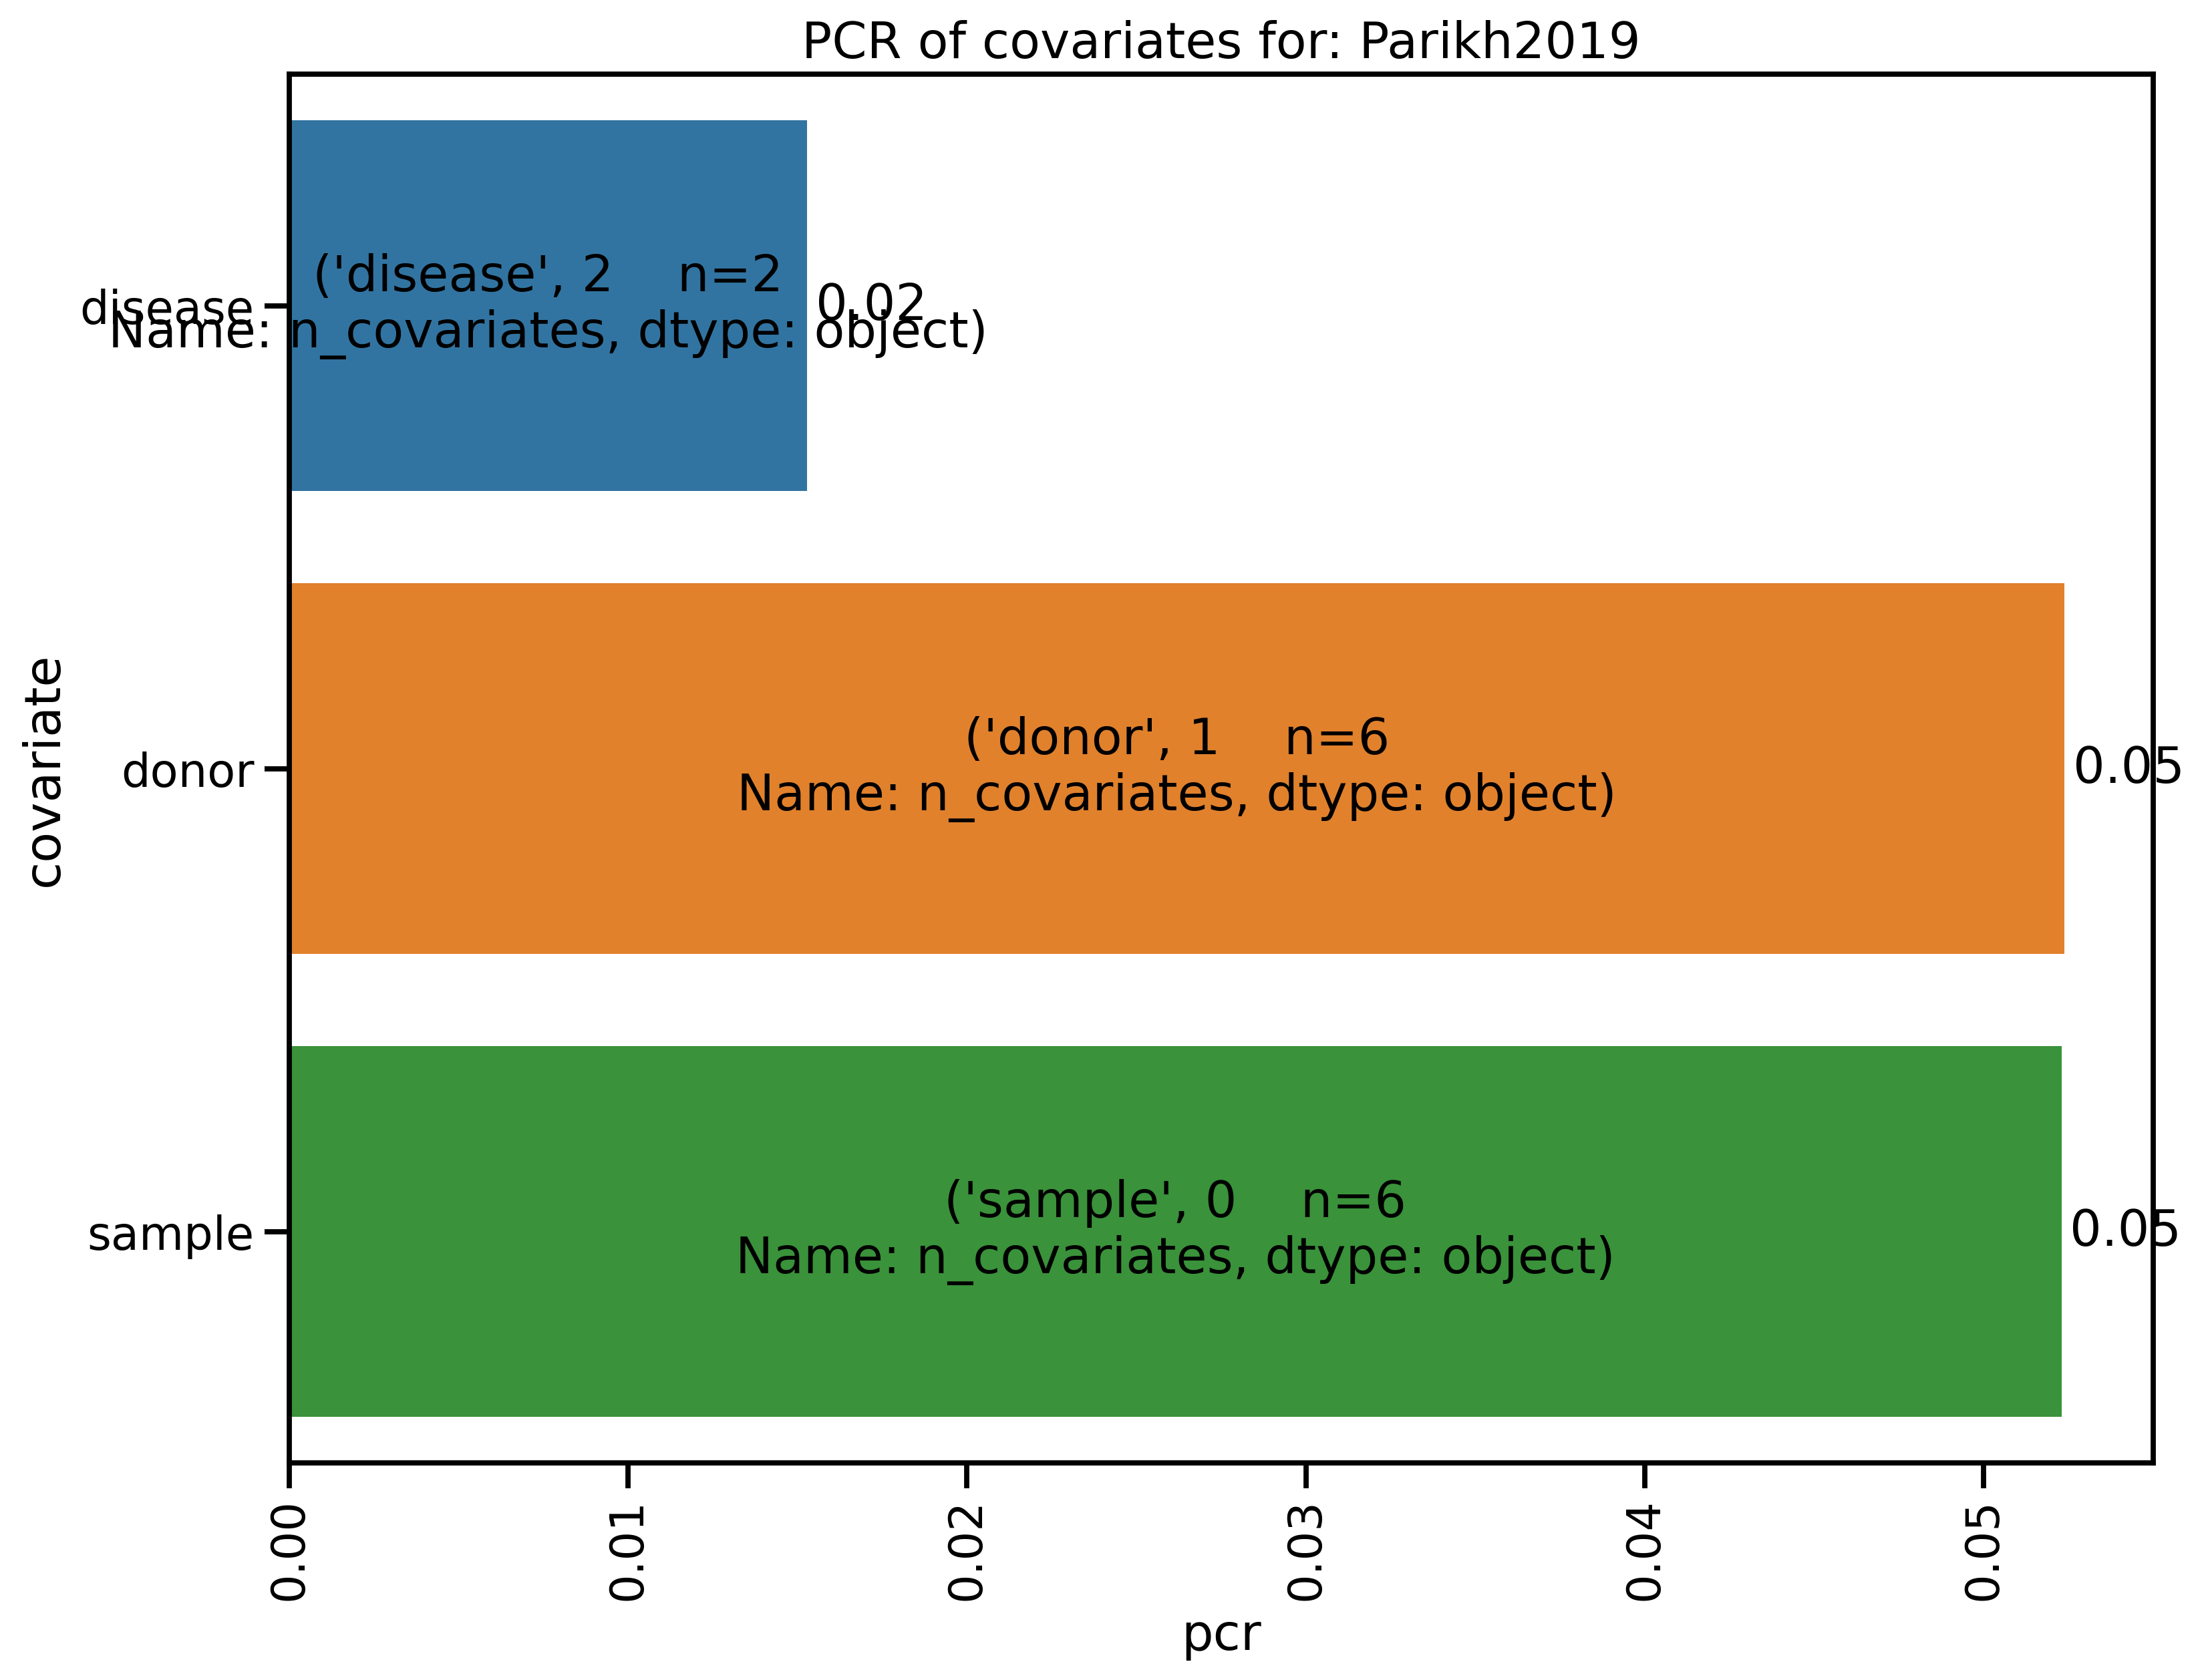 PCR of covariates for: Parikh2019
covariate
disease
('disease', 2    n=2
Name: n_covariates, dtype: object)
0.02
donor
('donor', 1    n=6
Name: n_covariates, dtype: object)
0.05
sample
('sample', 0    n=6
Name: n_covariates, dtype: object)
0.05
0.00
0.01
0.02
0.03
0.04
0.05
pcr